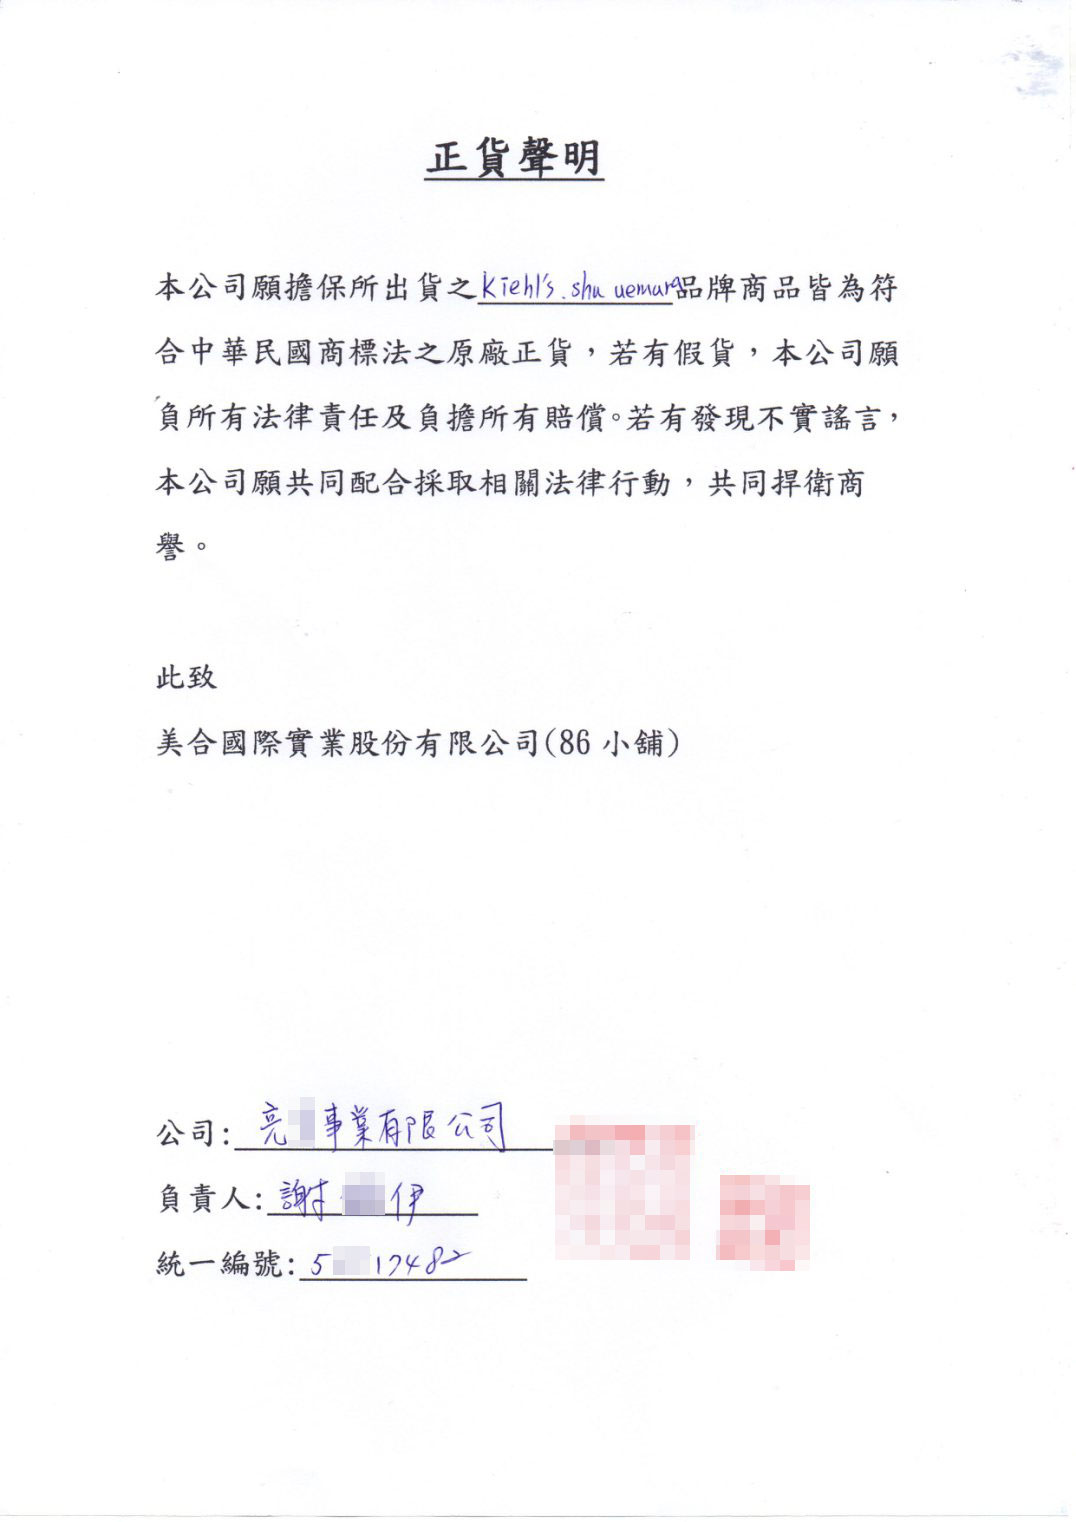 正貨聲明
本公司願擔保所出貨之Kiehl's.shu uemura品牌商品皆為符
合中華民國商標法之原廠正貨，若有假貨，本公司願
負所有法律責任及負擔所有賠償。若有發現不實謠言，
本公司願共同配合採取相關法律行動，共同捍衛商
譽。
此致
美合國際實業股份有限公司(86 小舖)
公司: 亮 事業有限公司
負責人: 謝 伊
統一編號: 5 17482